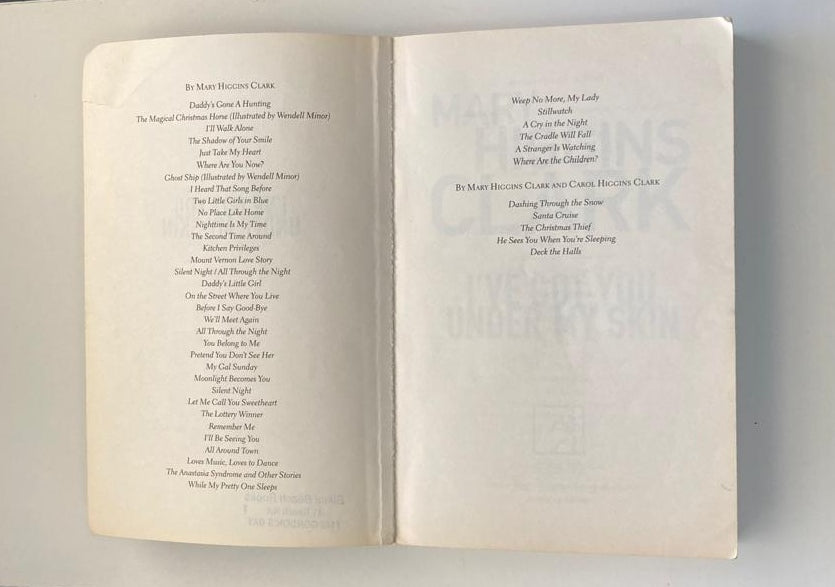 BY MARY HIGGINS CLARK
Daddy's Gone A Hunting
The Magical Christmas Horse (Illustrated by Wendell Minor)
I'll Walk Alone
The Shadow of Your Smile
Just Take My Heart
Where Are You Now?
Ghost Ship (Illustrated by Wendell Minor)
I Heard That Song Before
Two Little Girls in Blue
No Place Like Home
Nighttime Is My Time
The Second Time Around
Kitchen Privileges
Mount Vernon Love Story
Silent Night / All Through the Night
Daddy's Little Girl
On the Street Where You Live
Before I Say Good-Bye
We'll Meet Again
All Through the Night
You Belong to Me
Pretend You Don't See Her
My Gal Sunday
Moonlight Becomes You
Silent Night
Let Me Call You Sweetheart
The Lottery Winner
Remember Me
I'll Be Seeing You
All Around Town
Loves Music, Loves to Dance
The Anastasia Syndrome and Other Stories
While My Pretty One Sleeps
Weep No More, My Lady
Stillwatch
A Cry in the Night
The Cradle Will Fall
A Stranger Is Watching
Where Are the Children?
BY MARY HIGGINS CLARK AND CAROL HIGGINS CLARK
Dashing Through the Snow
Santa Cruise
The Christmas Thief
He Sees You When You're Sleeping
Deck the Halls
MARY
HIGGINS
CLARK
I'VE GOT YOU
UNDER MY SKIN